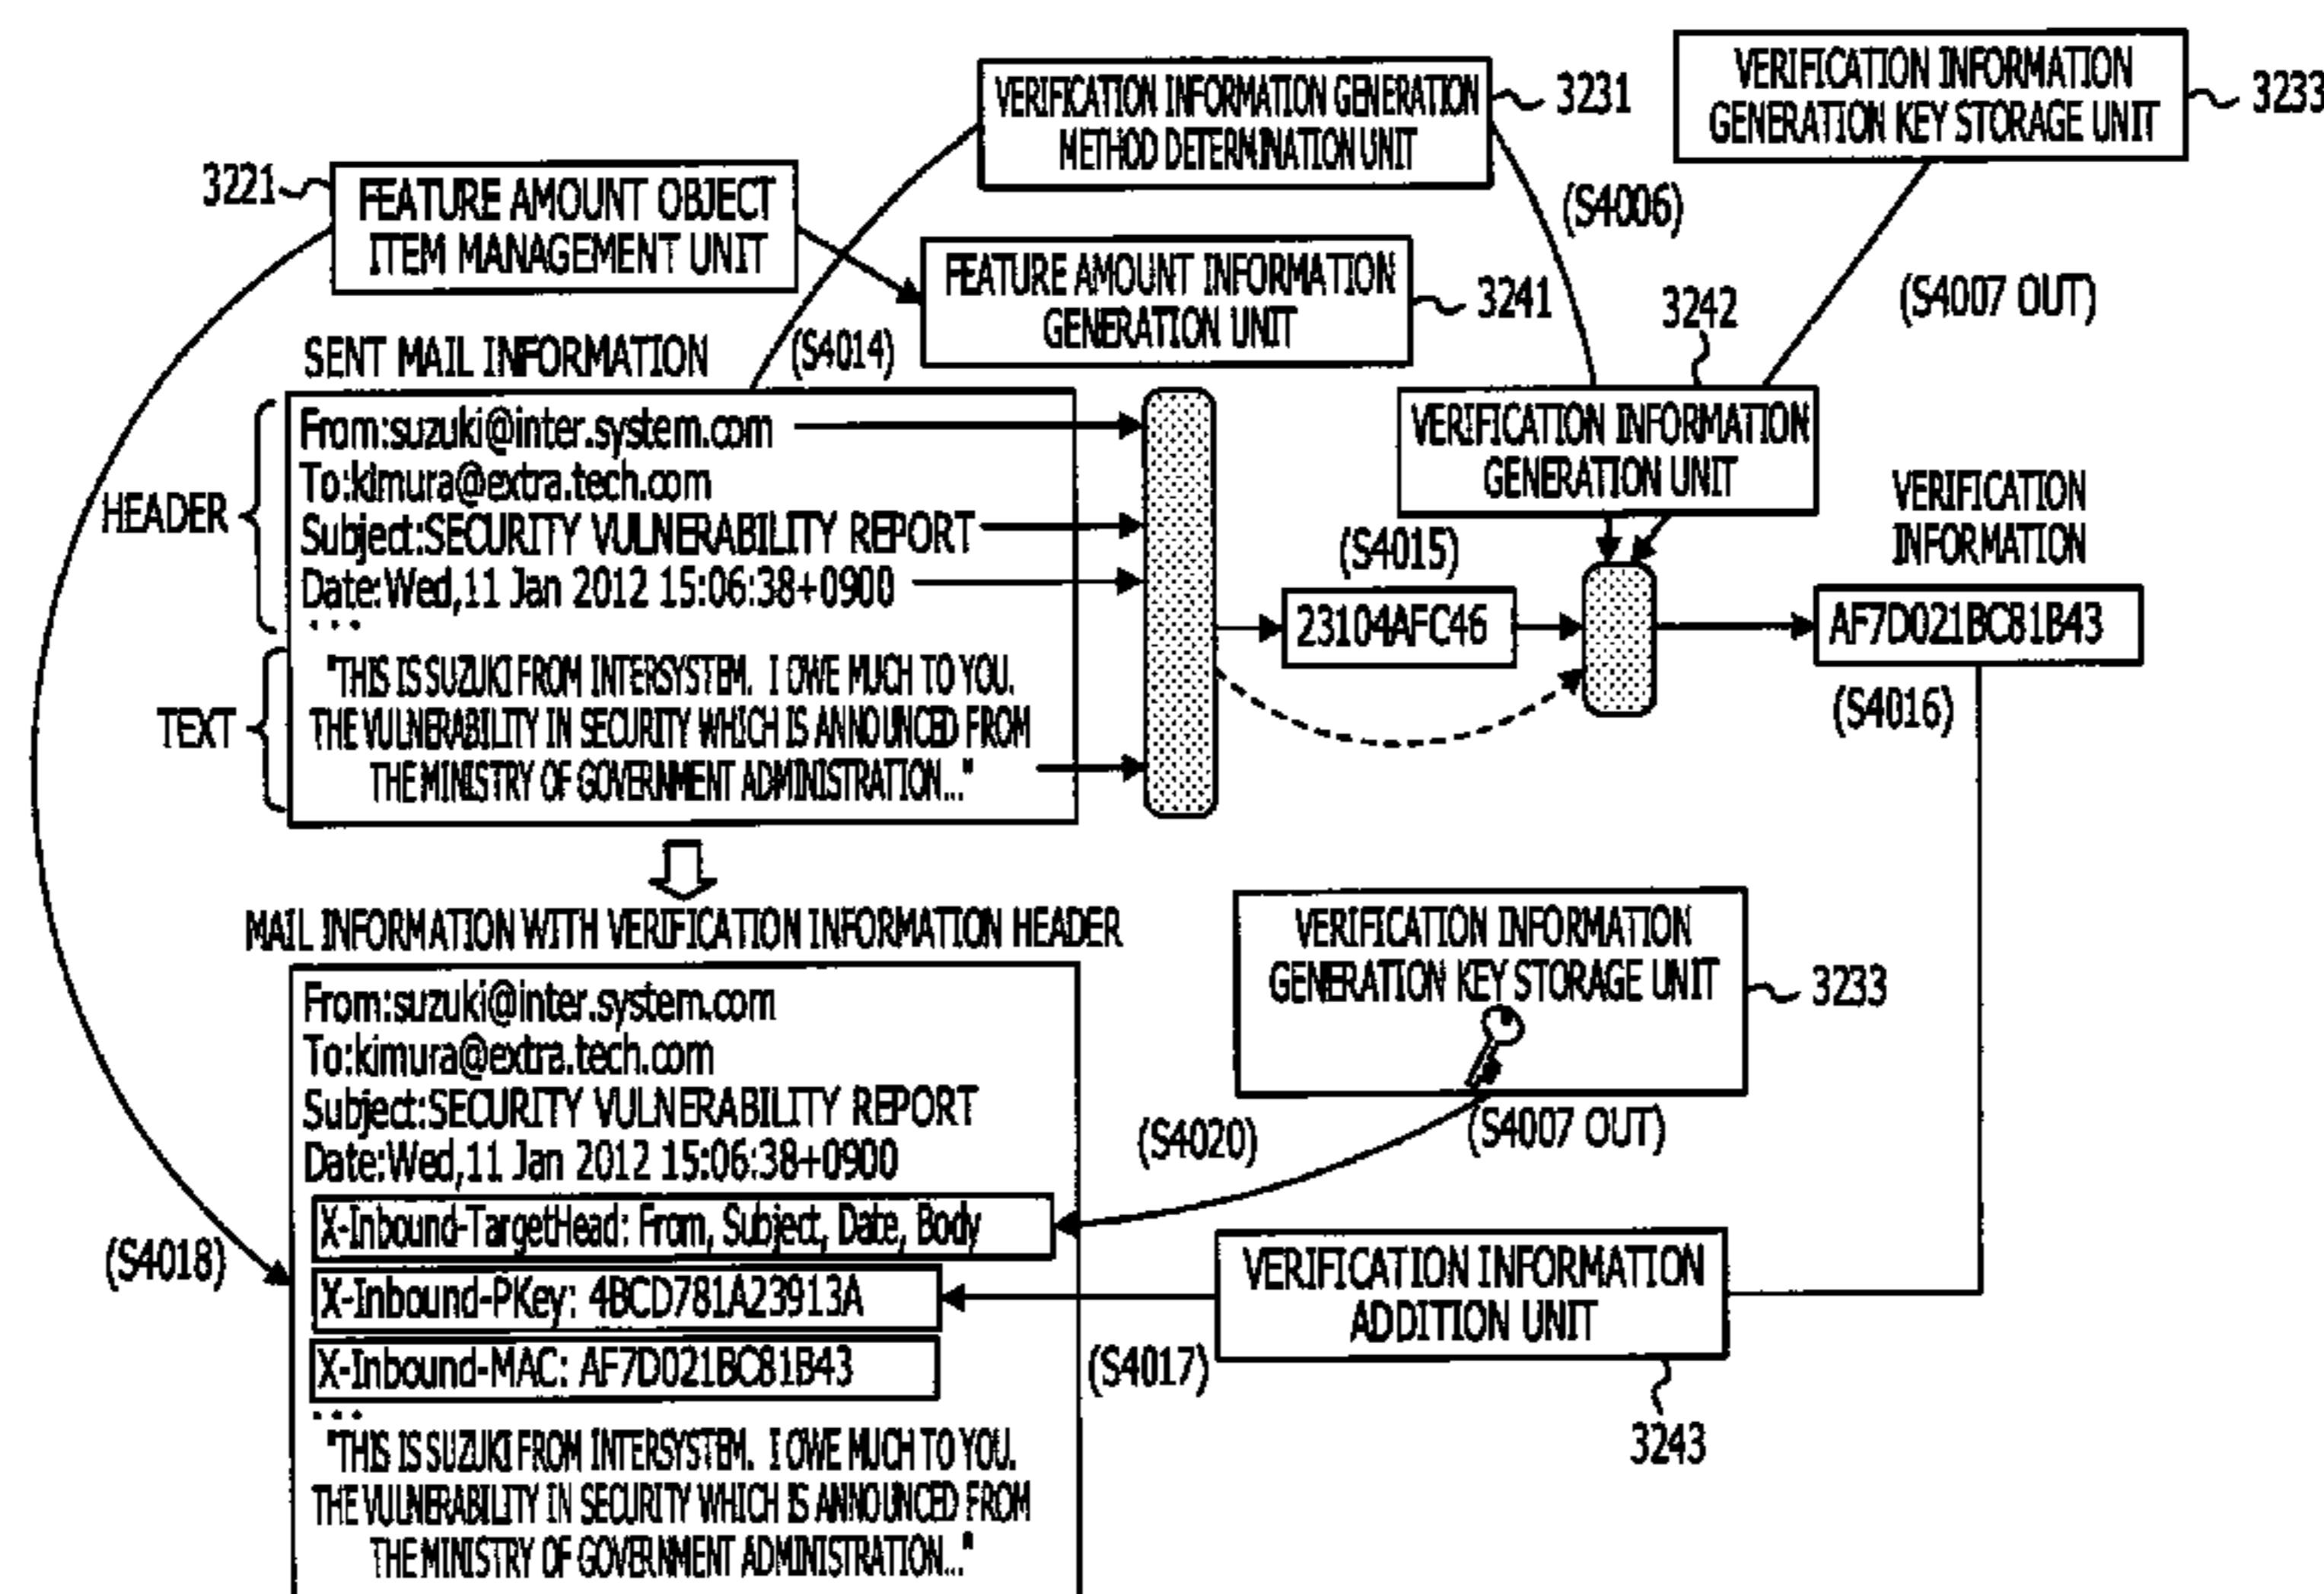 VERIFICATION INFORMATION GENERATION
METHOD DETERMINATION UNIT
3231
VERIFICATION INFORMATION
GENERATION KEY STORAGE UNIT
3233
3221
FEATURE AMOUNT OBJECT
ITEM MANAGEMENT UNIT
(S4006)
FEATURE AMOUNT INFORMATION
GENERATION UNIT
3241
3242
(S4007 OUT)
SENT MAIL INFORMATION
(S4014)
HEADER
From:suzuki@inter.system.com
To:kimura@extra.tech.com
Subject:SECURITY VULNERABILITY REPORT
Date:Wed,11 Jan 2012 15:06:38+0900
...
TEXT
"THIS IS SUZUKI FROM INTERSYSTEM. I OWE MUCH TO YOU.
THE VULNERABILITY IN SECURITY WHICH IS ANNOUNCED FROM
THE MINISTRY OF GOVERNMENT ADMINISTRATION..."
VERIFICATION INFORMATION
GENERATION UNIT
(S4015)
23104AFC46
VERIFICATION
INFORMATION
AF7D021BC81B43
(S4016)
MAIL INFORMATION WITH VERIFICATION INFORMATION HEADER
From:suzuki@inter.system.com
To:kimura@extra.tech.com
Subject:SECURITY VULNERABILITY REPORT
Date:Wed,11 Jan 2012 15:06:38+0900
X-Inbound-TargetHead: From, Subject, Date, Body
X-Inbound-PKey: 4BCD781A23913A
X-Inbound-MAC: AF7D021BC81B43
...
"THIS IS SUZUKI FROM INTERSYSTEM. I OWE MUCH TO YOU.
THE VULNERABILITY IN SECURITY WHICH IS ANNOUNCED FROM
THE MINISTRY OF GOVERNMENT ADMINISTRATION..."
VERIFICATION INFORMATION
GENERATION KEY STORAGE UNIT
3233
(S4020)
(S4007 OUT)
(S4018)
VERIFICATION INFORMATION
ADDITION UNIT
(S4017)
3243